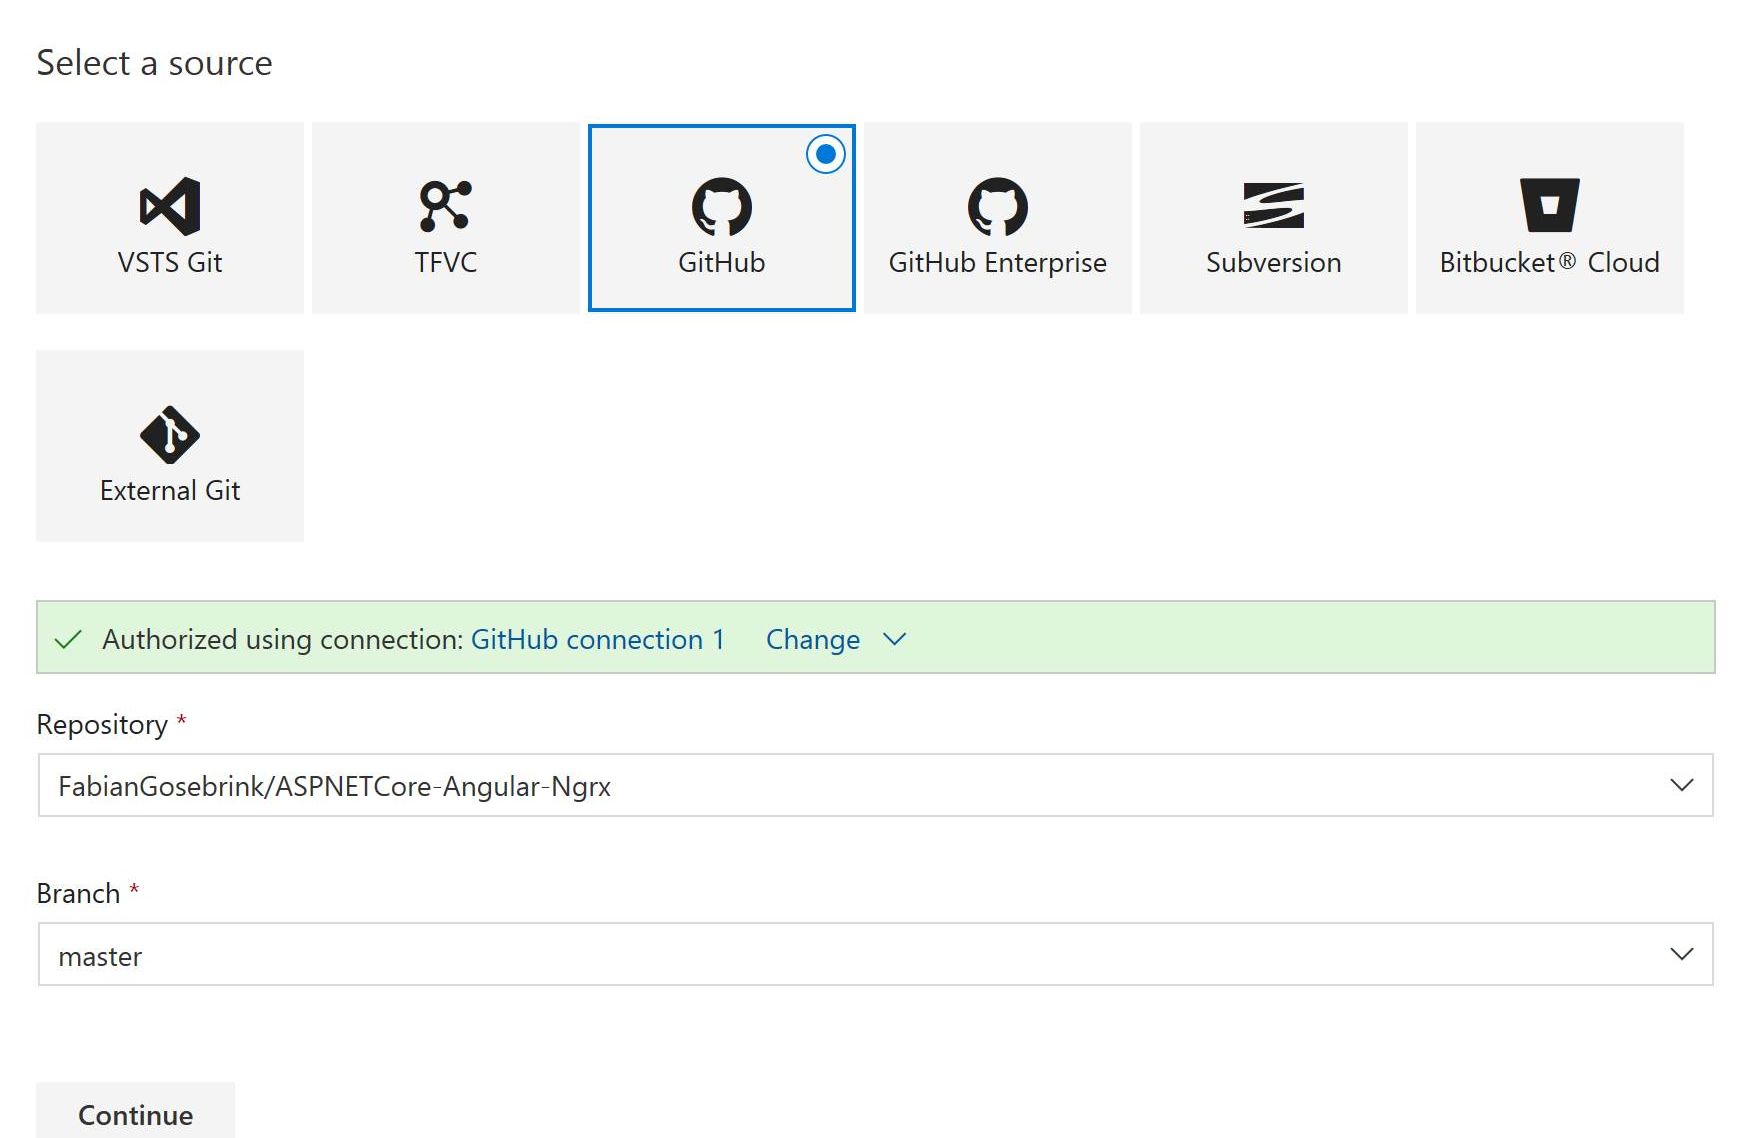 Select a source
VSTS Git
TFVC
GitHub
GitHub Enterprise
Subversion
Bitbucket® Cloud
External Git
Authorized using connection: GitHub connection 1 Change
Repository *
FabianGosebrink/ASPNETCore-Angular-Ngrx
Branch *
master
Continue